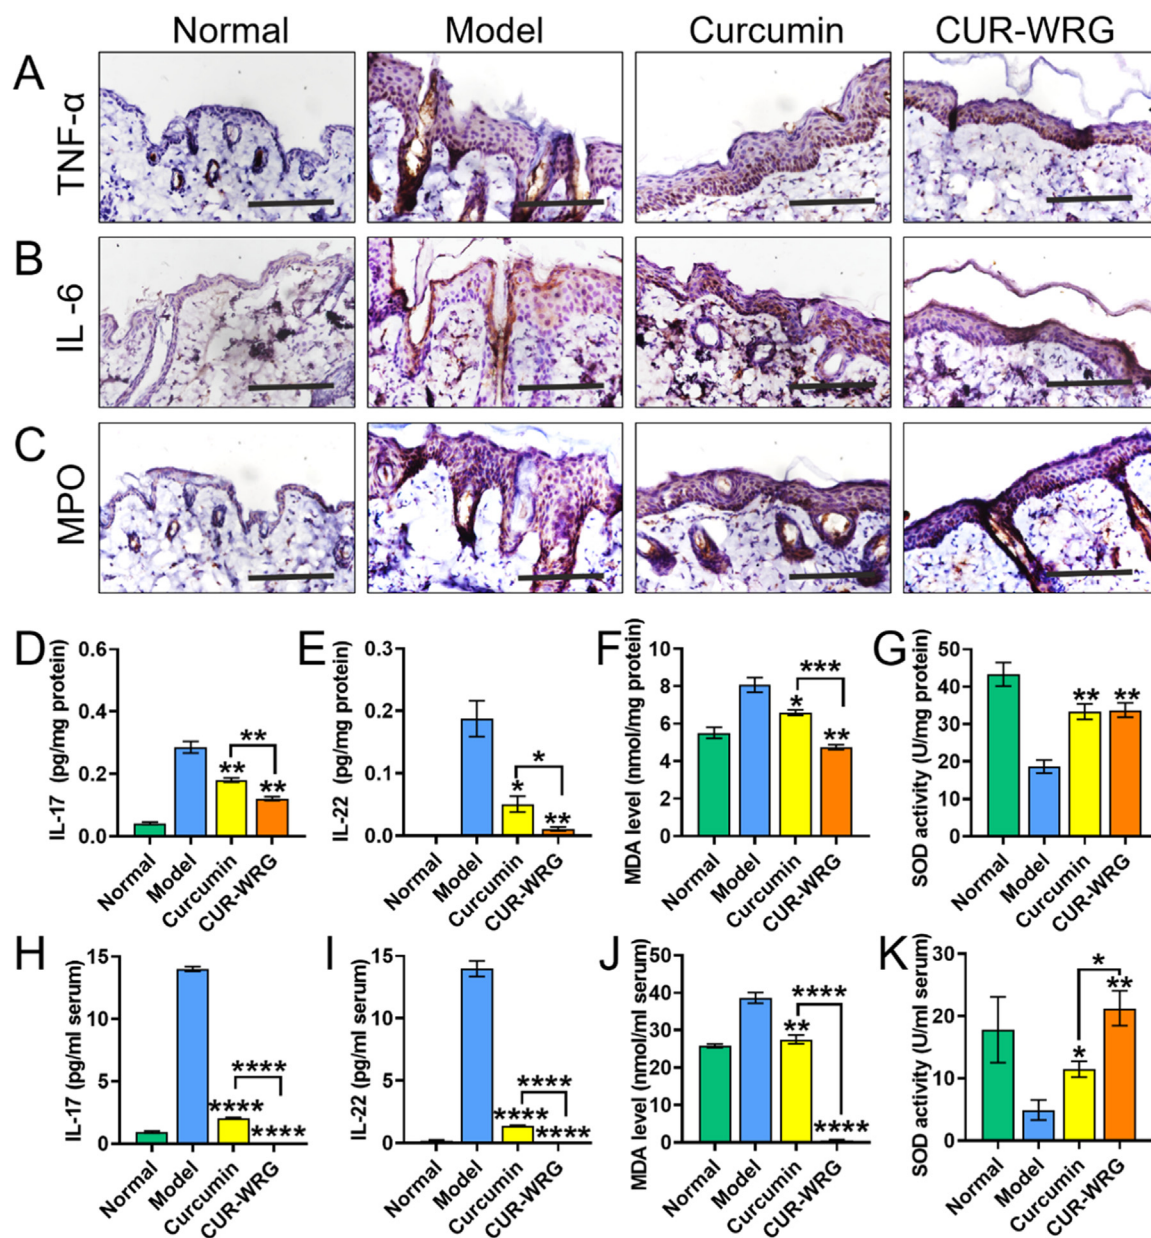 Normal Model Curcumin CUR-WRG
A TNF-α
B IL -6
C MPO
D E F G
IL-17 (pg/mg protein)
0.6
0.4
0.2
0.0
**
** **
Normal Model Curcumin CUR-WRG
IL-22 (pg/mg protein)
0.3
0.2
0.1
0.0
*
* **
Normal Model Curcumin CUR-WRG
MDA level (nmol/mg protein)
10
8
6
4
2
0
***
* **
Normal Model Curcumin CUR-WRG
SOD activity (U/mg protein)
50
40
30
20
10
0
** **
Normal Model Curcumin CUR-WRG
H I J K
IL-17 (pg/ml serum)
15
10
5
0
****
**** ****
Normal Model Curcumin CUR-WRG
IL-22 (pg/ml serum)
15
10
5
0
****
**** ****
Normal Model Curcumin CUR-WRG
MDA level (nmol/ml serum)
50
40
30
20
10
0
****
** ****
Normal Model Curcumin CUR-WRG
SOD activity (U/ml serum)
30
20
10
0
*
* **
Normal Model Curcumin CUR-WRG